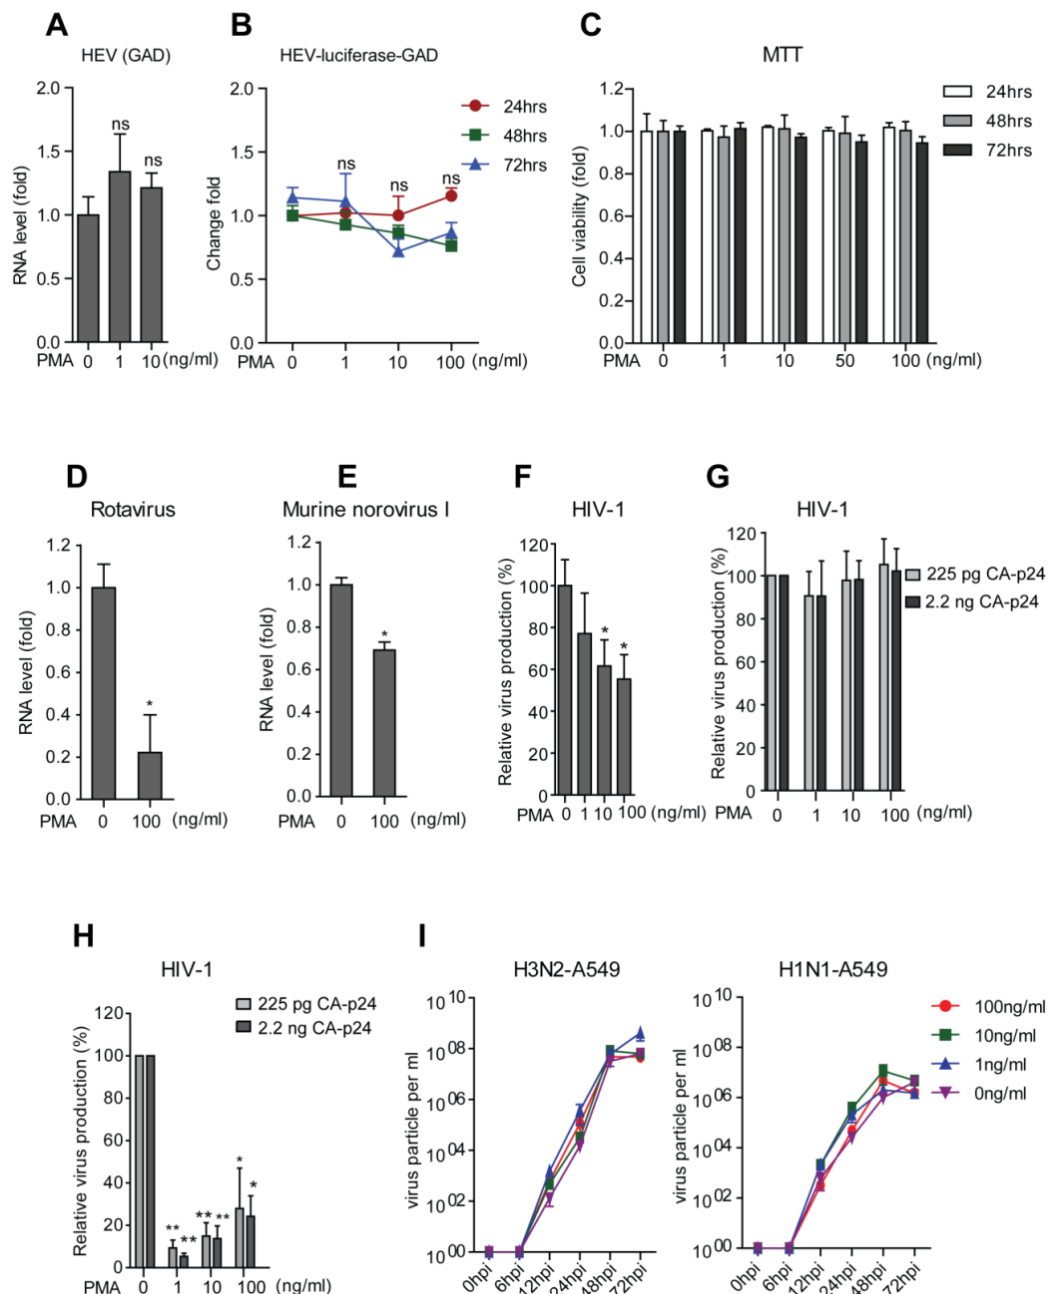 A
HEV (GAD)
2.0
1.5
1.0
0.5
0.0
RNA level (fold)
ns
ns
PMA 0 1 10 (ng/ml)
B
HEV-luciferase-GAD
2.0
1.5
1.0
0.5
0.0
Change fold
ns
ns
ns
24hrs
48hrs
72hrs
0 1 10 100 (ng/ml)
C
MTT
1.2
1.0
0.8
0.6
0.4
0.2
0.0
Cell viability (fold)
24hrs
48hrs
72hrs
PMA 0 1 10 50 100 (ng/ml)
D
Rotavirus
1.2
1.0
0.8
0.6
0.4
0.2
0.0
RNA level (fold)
*
PMA 0 100 (ng/ml)
E
Murine norovirus I
1.2
1.0
0.8
0.6
0.4
0.2
0.0
RNA level (fold)
*
PMA 0 100 (ng/ml)
F
HIV-1
120
100
80
60
40
20
0
Relative virus production (%)
*
*
PMA 0 1 10 100 (ng/ml)
G
HIV-1
120
100
80
60
40
20
0
Relative virus production (%)
225 pg CA-p24
2.2 ng CA-p24
PMA 0 1 10 100 (ng/ml)
H
HIV-1
225 pg CA-p24
2.2 ng CA-p24
120
100
80
60
40
20
0
Relative virus production (%)
** ** ** ** * *
PMA 0 1 10 100 (ng/ml)
I
H3N2-A549
10 10
10 08
10 06
10 04
10 02
10 00
virus particle per ml
0hpi 6hpi 12hpi 24hpi 48hpi 72hpi
H1N1-A549
10 10
10 08
10 06
10 04
10 02
10 00
virus particle per ml
100ng/ml
10ng/ml
1ng/ml
0ng/ml
0hpi 6hpi 12hpi 24hpi 48hpi 72hpi